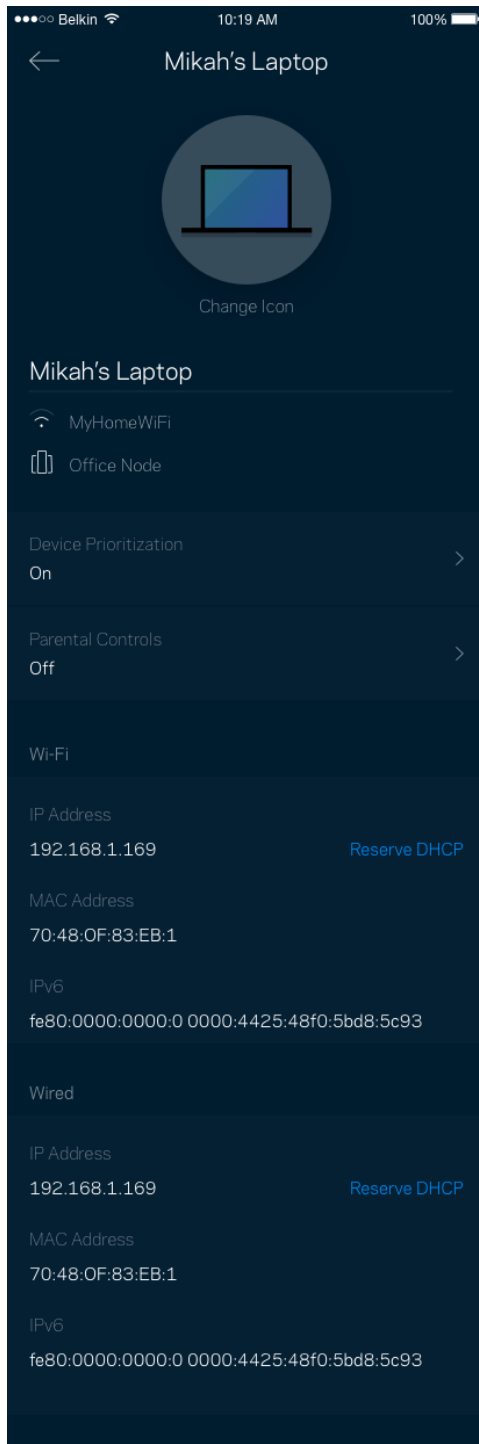 Belkin 10:19 AM 100%
Mikah's Laptop
Change Icon
Mikah's Laptop
MyHomeWiFi
Office Node
Device Prioritization
On
Parental Controls
Off
Wi-Fi
IP Address
192.168.1.169 Reserve DHCP
MAC Address
70:48:0F:83:EB:1
IPv6
fe80:0000:0000:0 0000:4425:48f0:5bd8:5c93
Wired
IP Address
192.168.1.169 Reserve DHCP
MAC Address
70:48:0F:83:EB:1
IPv6
fe80:0000:0000:0 0000:4425:48f0:5bd8:5c93